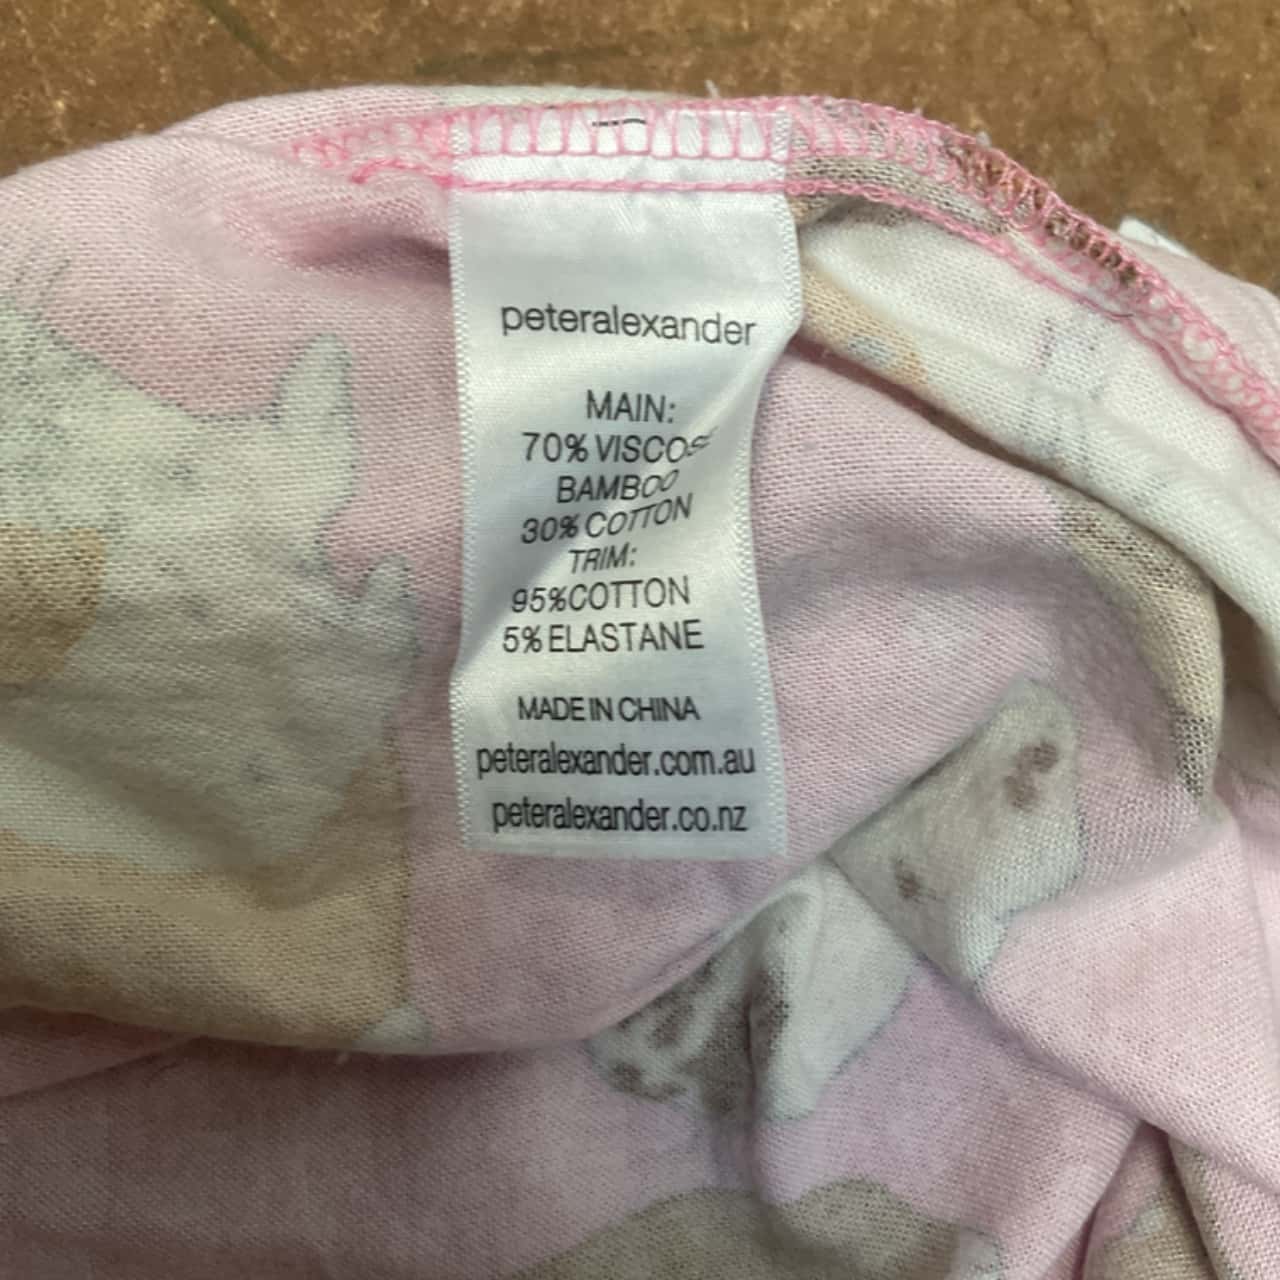 peteralexander
MAIN:
70% VISCOSE
BAMBOO
30% COTTON
TRIM:
95%COTTON
5% ELASTANE
MADE IN CHINA
peteralexander.com.au
peteralexander.co.nz